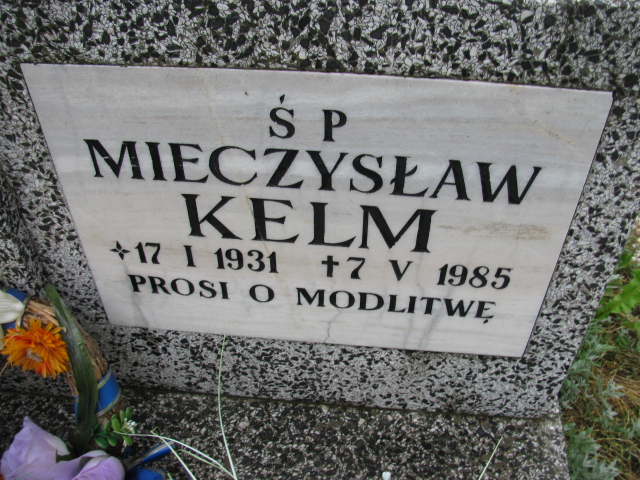 Ś P
MIECZYSŁAW
KELM
✢17 I 1931 ✝7 V 1985
PROSI O MODLITWĘ